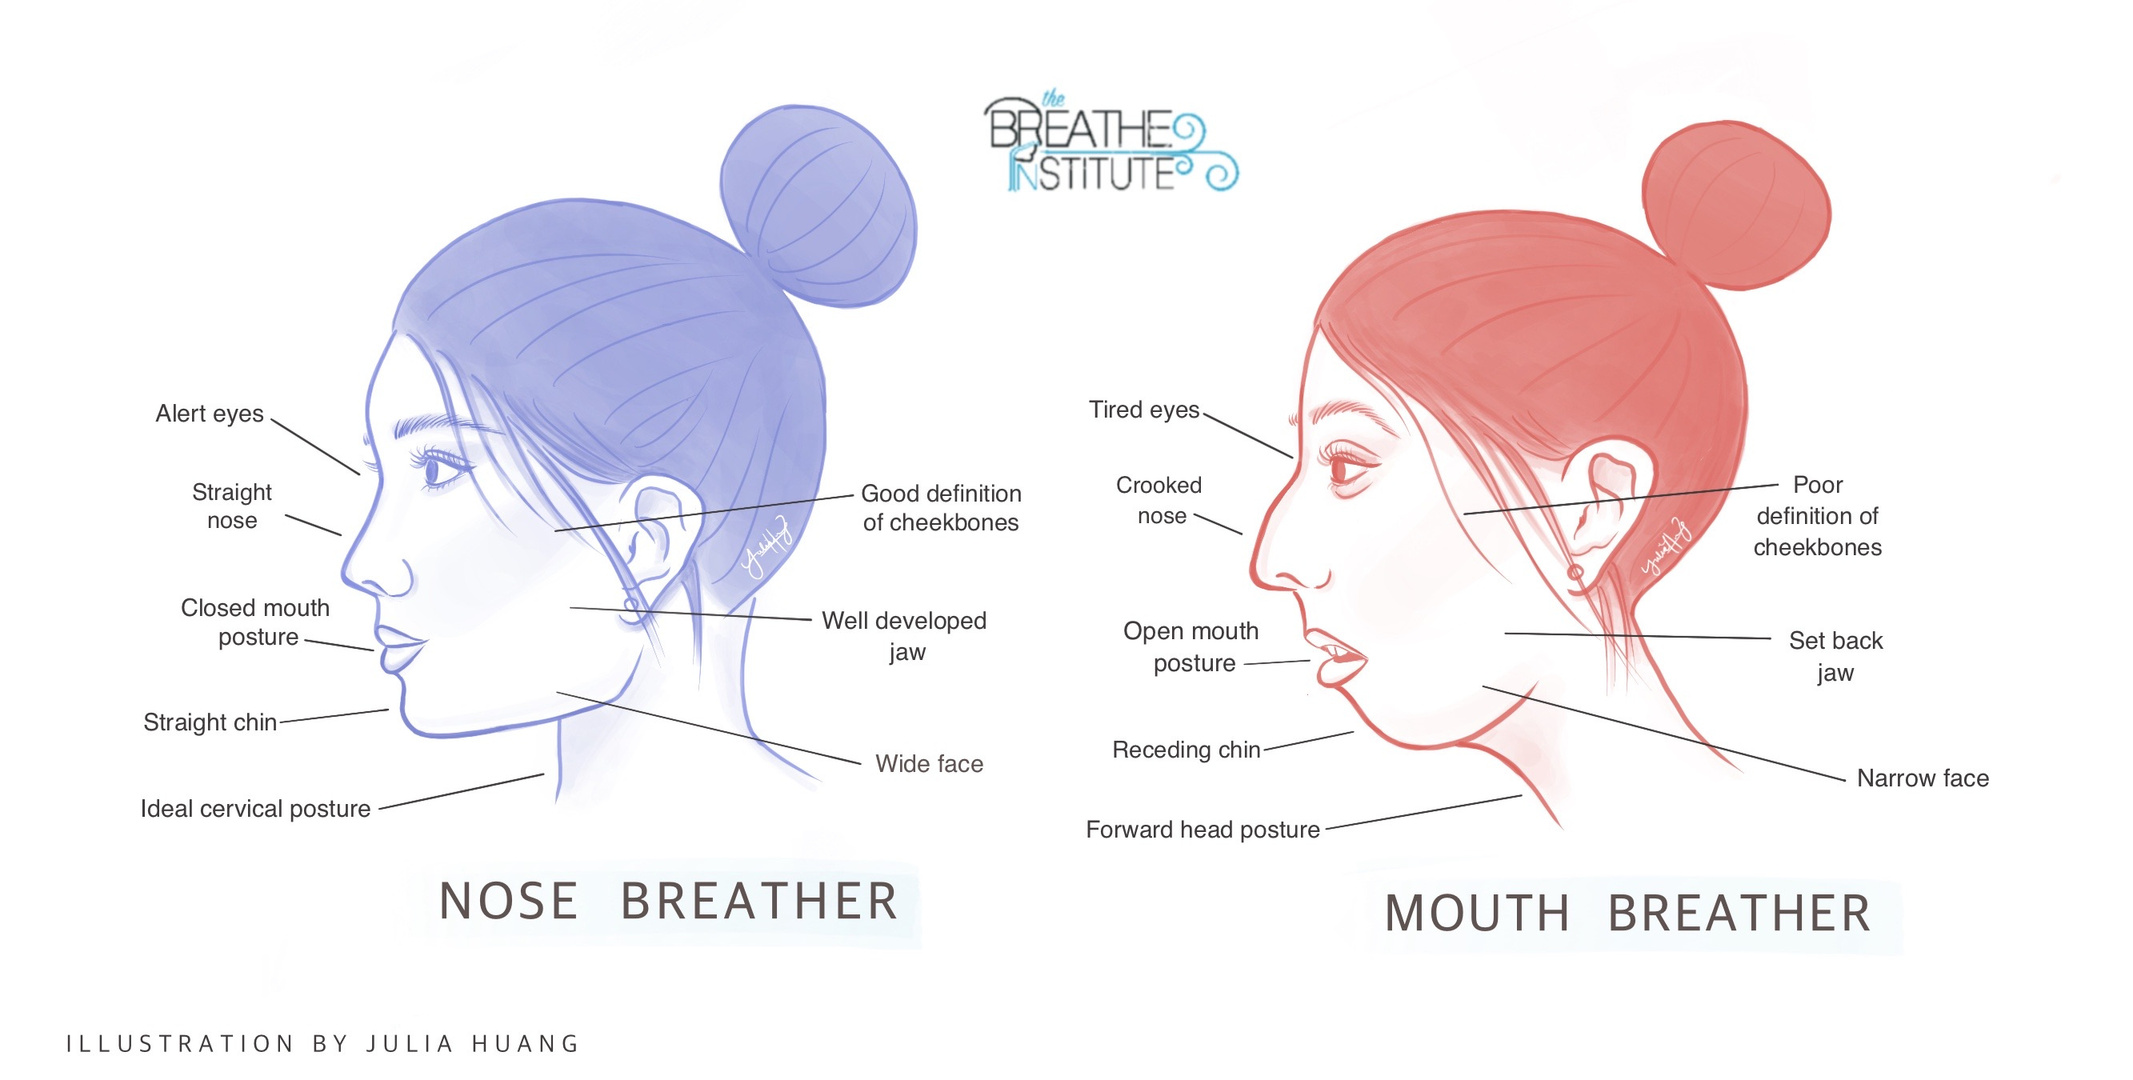 the
BREATHE
INSTITUTE
Alert eyes
Straight
nose
Closed mouth
posture
Straight chin
Ideal cervical posture
Good definition
of cheekbones
Well developed
jaw
Wide face
NOSE BREATHER
Tired eyes
Crooked
nose
Open mouth
posture
Receding chin
Forward head posture
Poor
definition of
cheekbones
Set back
jaw
Narrow face
MOUTH BREATHER
ILLUSTRATION BY JULIA HUANG